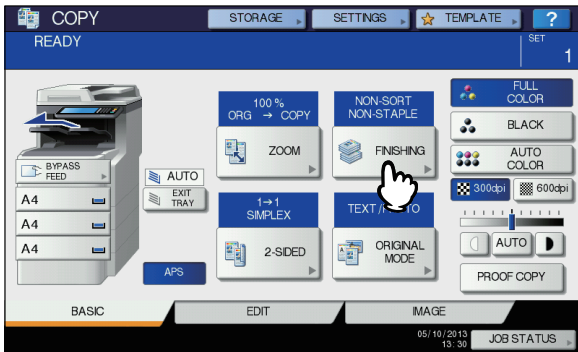 COPY
STORAGE
SETTINGS
TEMPLATE
?
READY
SET
1
100 %
ORG → COPY
ZOOM
NON-SORT
NON-STAPLE
FINISHING
FULL
COLOR
BLACK
AUTO
COLOR
300dpi
600dpi
BYPASS
FEED
A4
A4
A4
AUTO
EXIT
TRAY
APS
1→1
SIMPLEX
2-SIDED
TEXT /
ORIGINAL
MODE
AUTO
PROOF COPY
BASIC
EDIT
IMAGE
05/10/2013
13:30
JOB STATUS